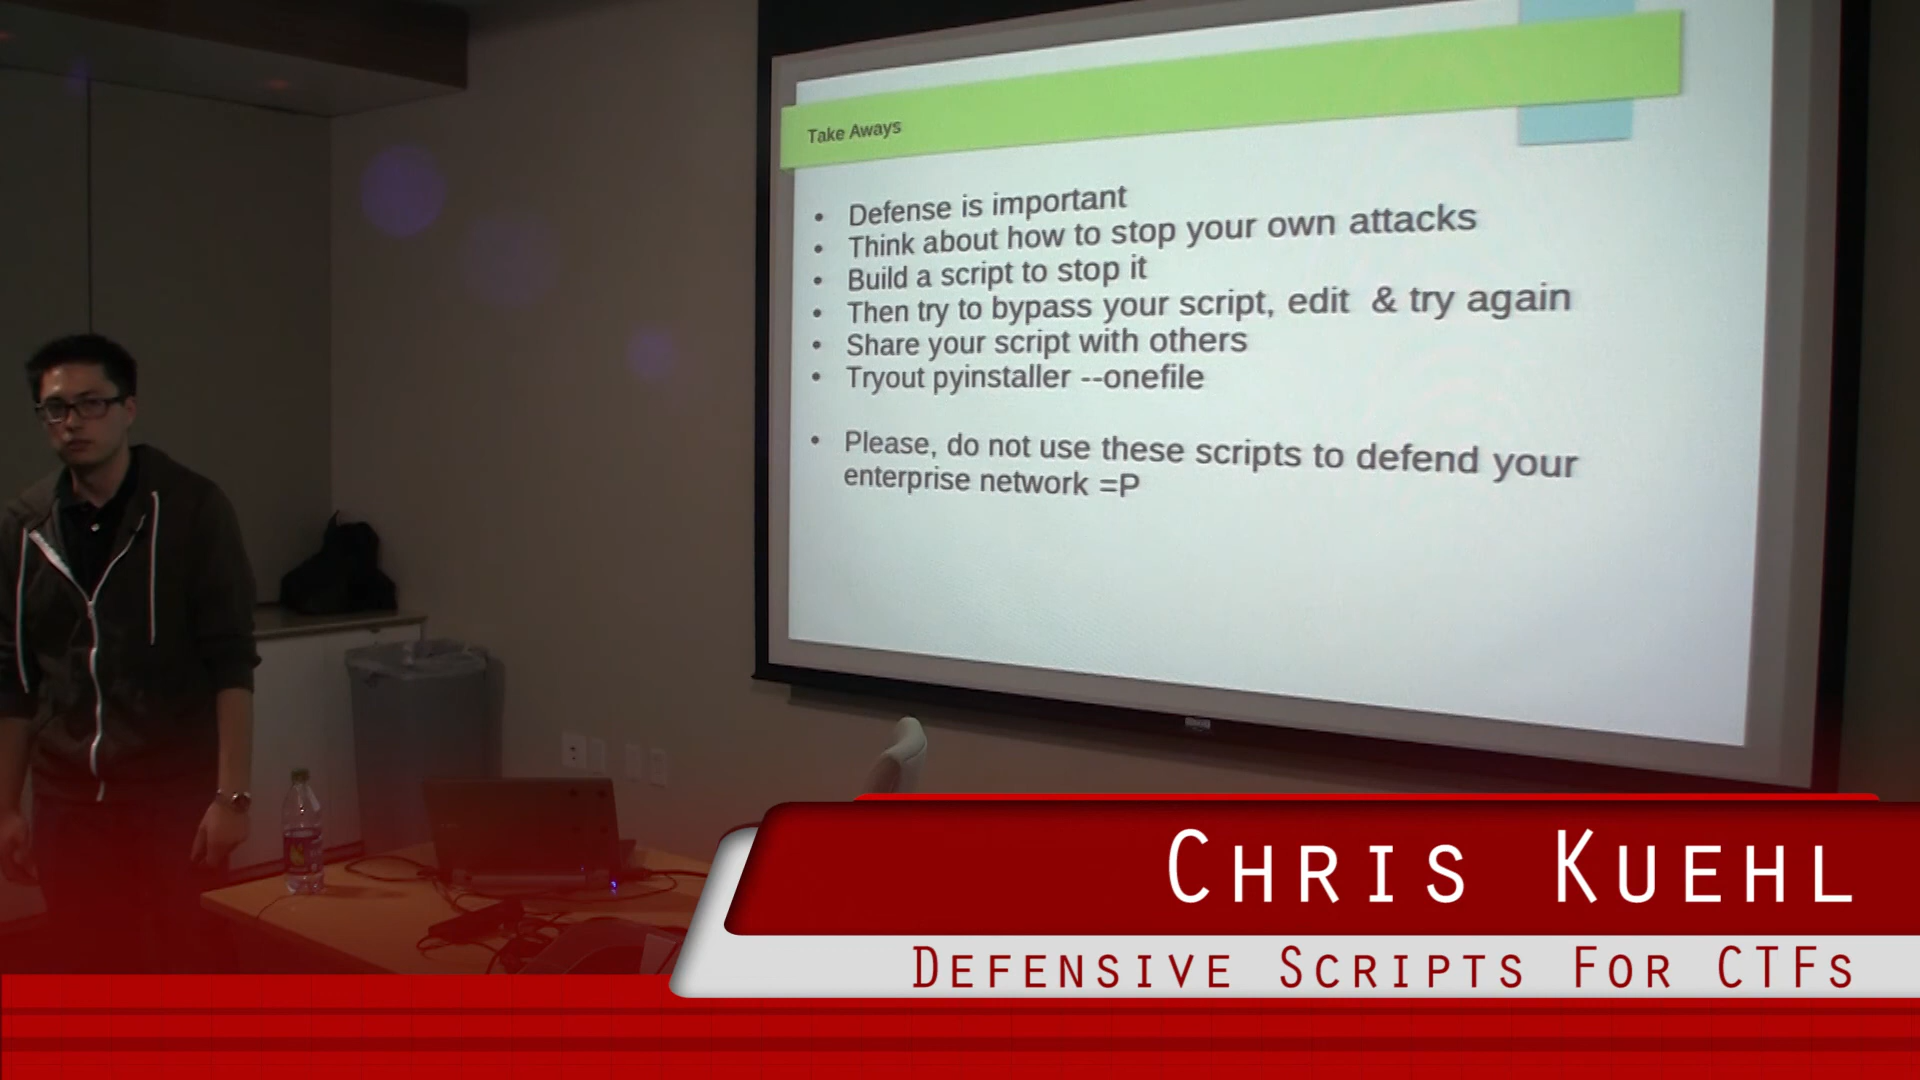 Take Aways
• Defense is important
• Think about how to stop your own attacks
• Build a script to stop it
• Then try to bypass your script, edit & try again
• Share your script with others
• Tryout pyinstaller --onefile
• Please, do not use these scripts to defend your
enterprise network =P
Chris Kuehl
Defensive Scripts For CTFs